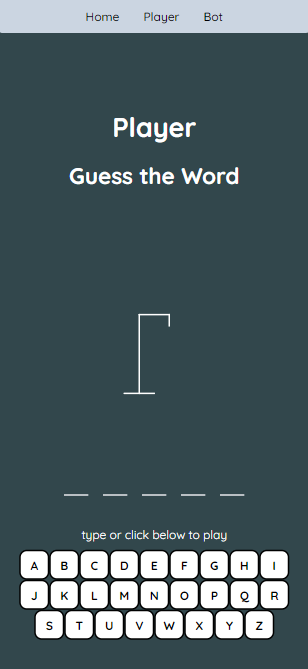 Home Player Bot
Player
Guess the Word
type or click below to play
A B C D E F G H I
J K L M N O P Q R
S T U V W X Y Z